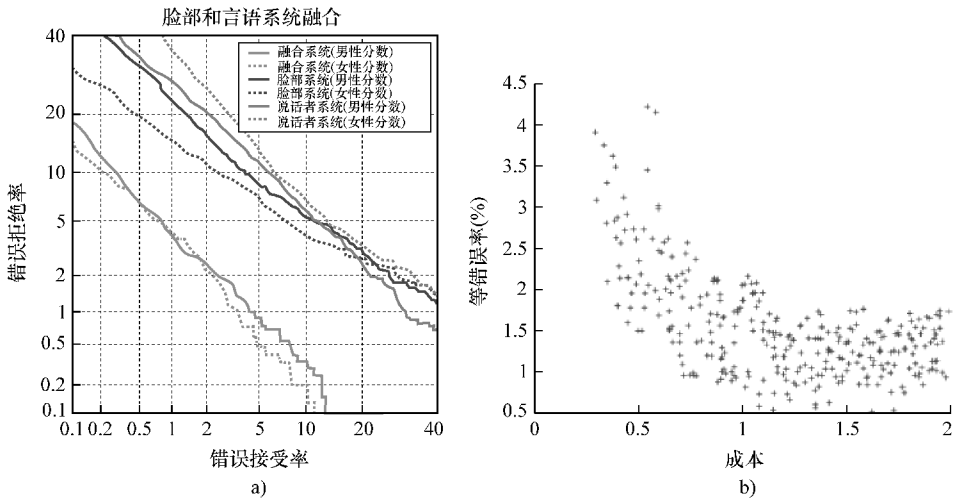 脸部和言语系统融合
融合系统(男性分数)
融合系统(女性分数)
脸部系统(男性分数)
脸部系统(女性分数)
说话者系统(男性分数)
说话者系统(女性分数)
错误拒绝率
40
20
10
5
2
1
0.5
0.2
0.1
0.1 0.2 0.5 1 2 5 10 20 40
错误接受率
a)
等错误率(%)
4.5
4
3.5
3
2.5
2
1.5
1
0.5
0 0.5 1 1.5 2
成本
b)